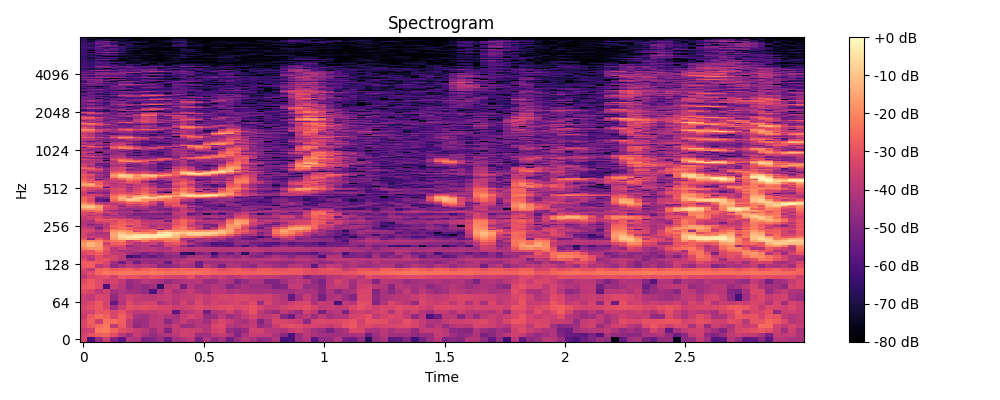 Spectrogram
Hz
4096
2048
1024
512
256
128
64
0
0
0.5
1
1.5
2
2.5
Time
+0 dB
-10 dB
-20 dB
-30 dB
-40 dB
-50 dB
-60 dB
-70 dB
-80 dB